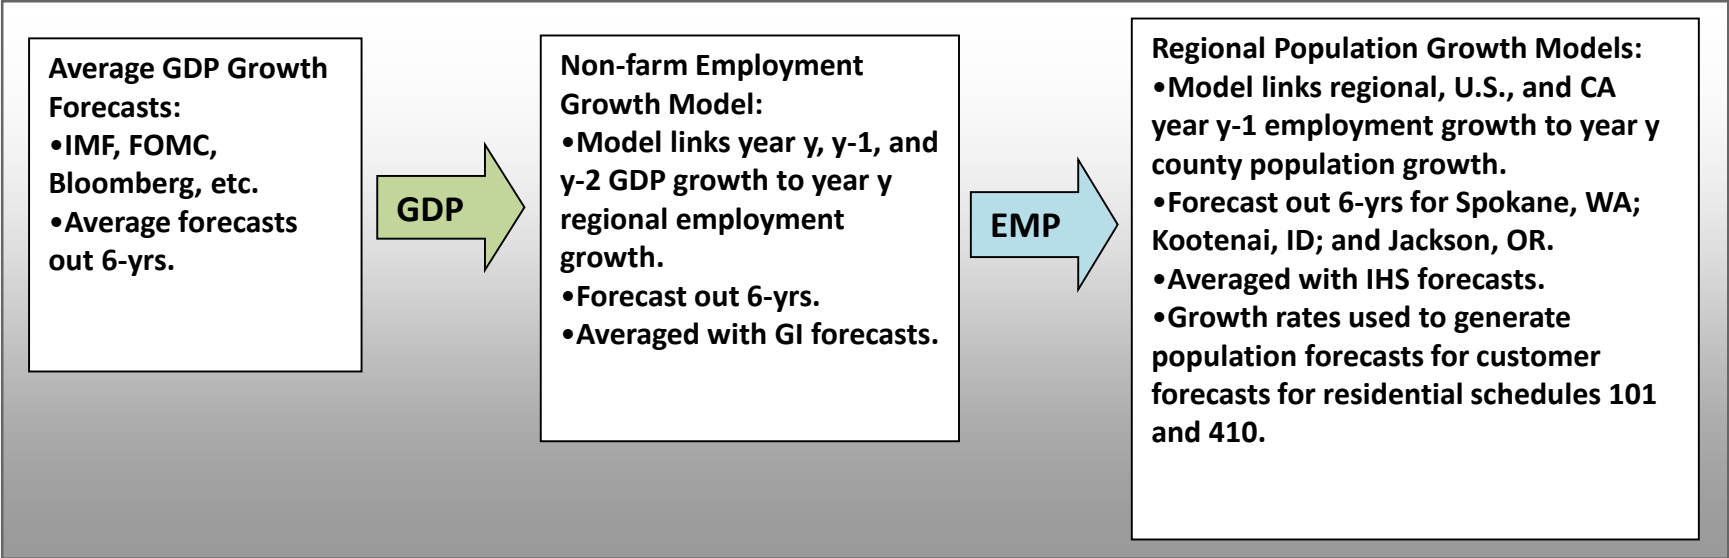 Average GDP Growth
Forecasts:
•IMF, FOMC,
Bloomberg, etc.
•Average forecasts
out 6-yrs.
GDP
Non-farm Employment
Growth Model:
•Model links year y, y-1, and
y-2 GDP growth to year y
regional employment
growth.
•Forecast out 6-yrs.
•Averaged with GI forecasts.
EMP
Regional Population Growth Models:
•Model links regional, U.S., and CA
year y-1 employment growth to year y
county population growth.
•Forecast out 6-yrs for Spokane, WA;
Kootenai, ID; and Jackson, OR.
•Averaged with IHS forecasts.
•Growth rates used to generate
population forecasts for customer
forecasts for residential schedules 101
and 410.